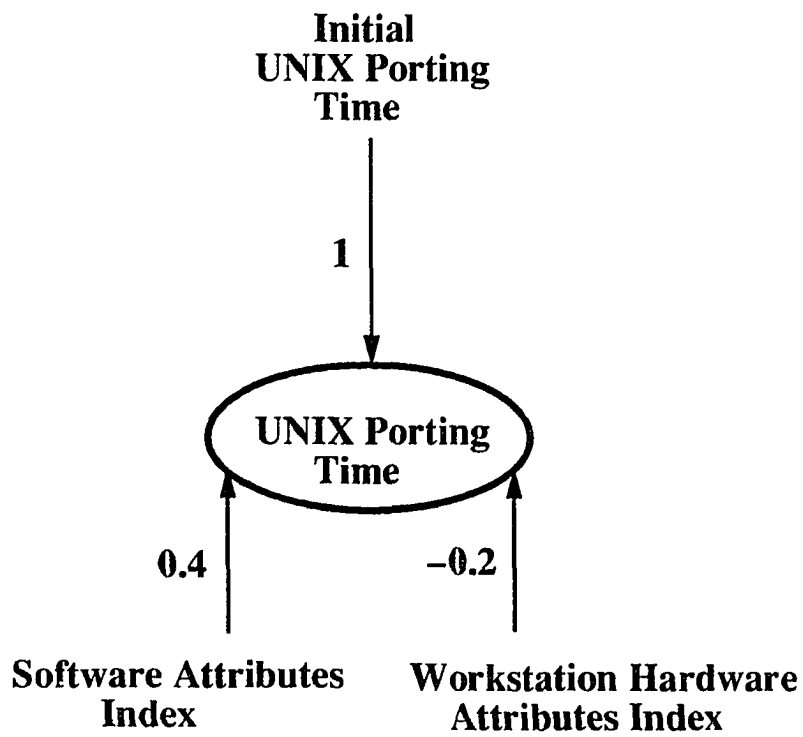 Initial
UNIX Porting
Time
1
UNIX Porting
Time
0.4
−0.2
Software Attributes
Index
Workstation Hardware
Attributes Index